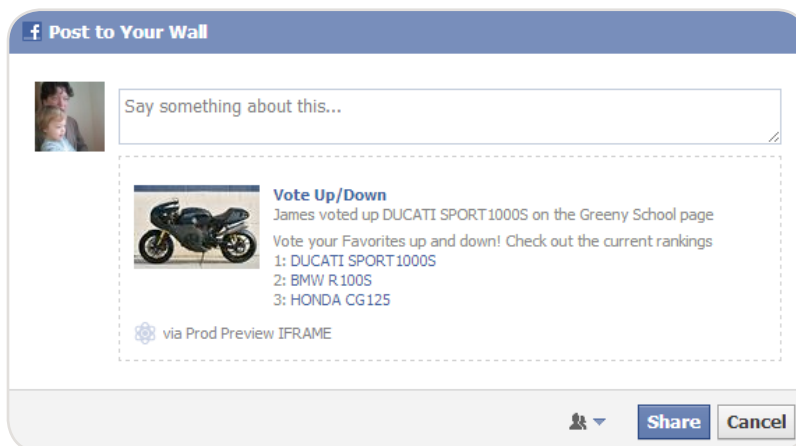 f Post to Your Wall
Say something about this...
Vote Up/Down
James voted up DUCATI SPORT1000S on the Greeny School page
Vote your Favorites up and down! Check out the current rankings
1: DUCATI SPORT1000S
2: BMW R100S
3: HONDA CG125
via Prod Preview IFRAME
Share Cancel